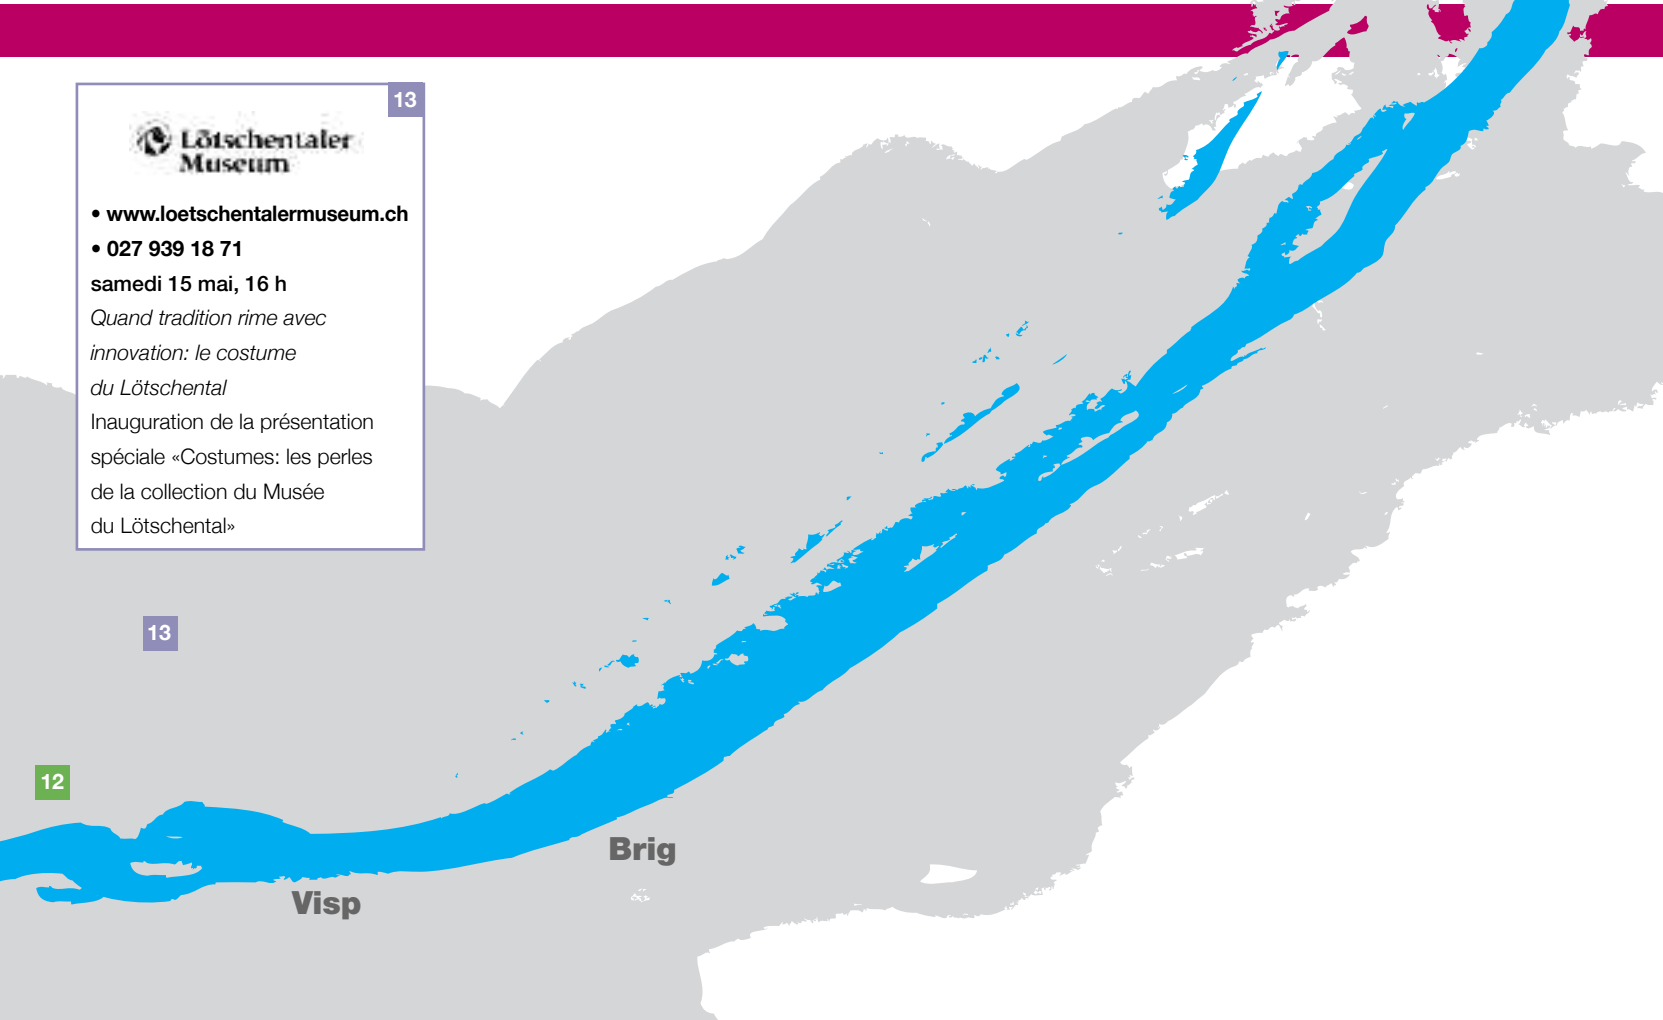 13
Lötschentaler
Museum
• www.loetschentalermuseum.ch
• 027 939 18 71
samedi 15 mai, 16 h
Quand tradition rime avec
innovation: le costume
du Lötschental
Inauguration de la présentation
spéciale «Costumes: les perles
de la collection du Musée
du Lötschental»
13
12
Brig
Visp